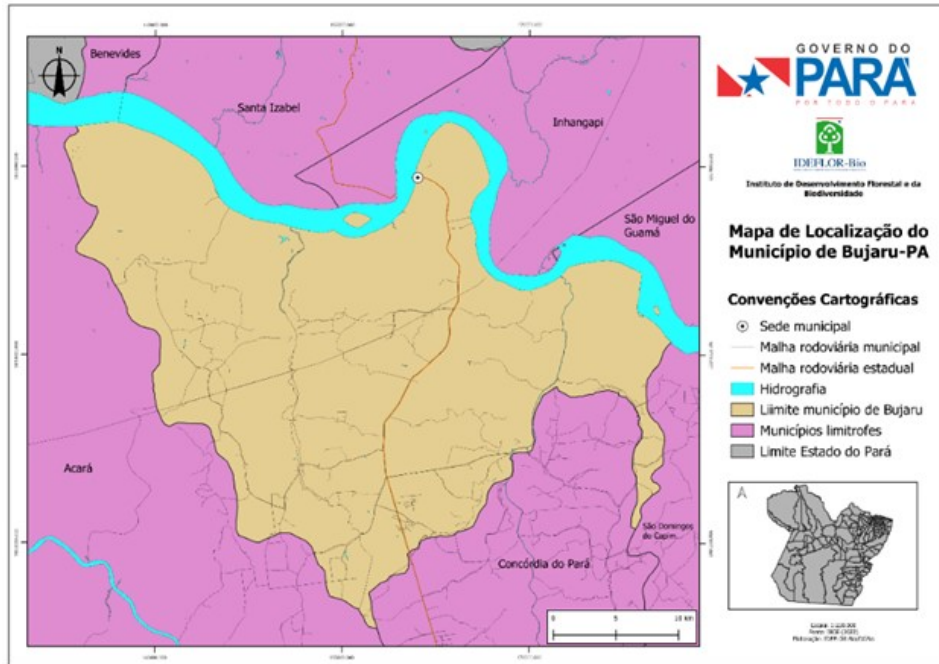 N
Benevides
Santa Izabel
Inhangapi
São Miguel do
Guamá
Acará
Concórdia do Pará
São Domingos
do Capim
0 5 10 km
GOVERNO DO
PARÁ
POR TODO O PARÁ
IDEFLOR-Bio
Instituto de Desenvolvimento Florestal e da
Biodiversidade
Mapa de Localização do
Município de Bujaru-PA
Convenções Cartográficas
Sede municipal
Malha rodoviária municipal
Malha rodoviária estadual
Hidrografia
Liimite município de Bujaru
Municípios limitrofes
Limite Estado do Pará